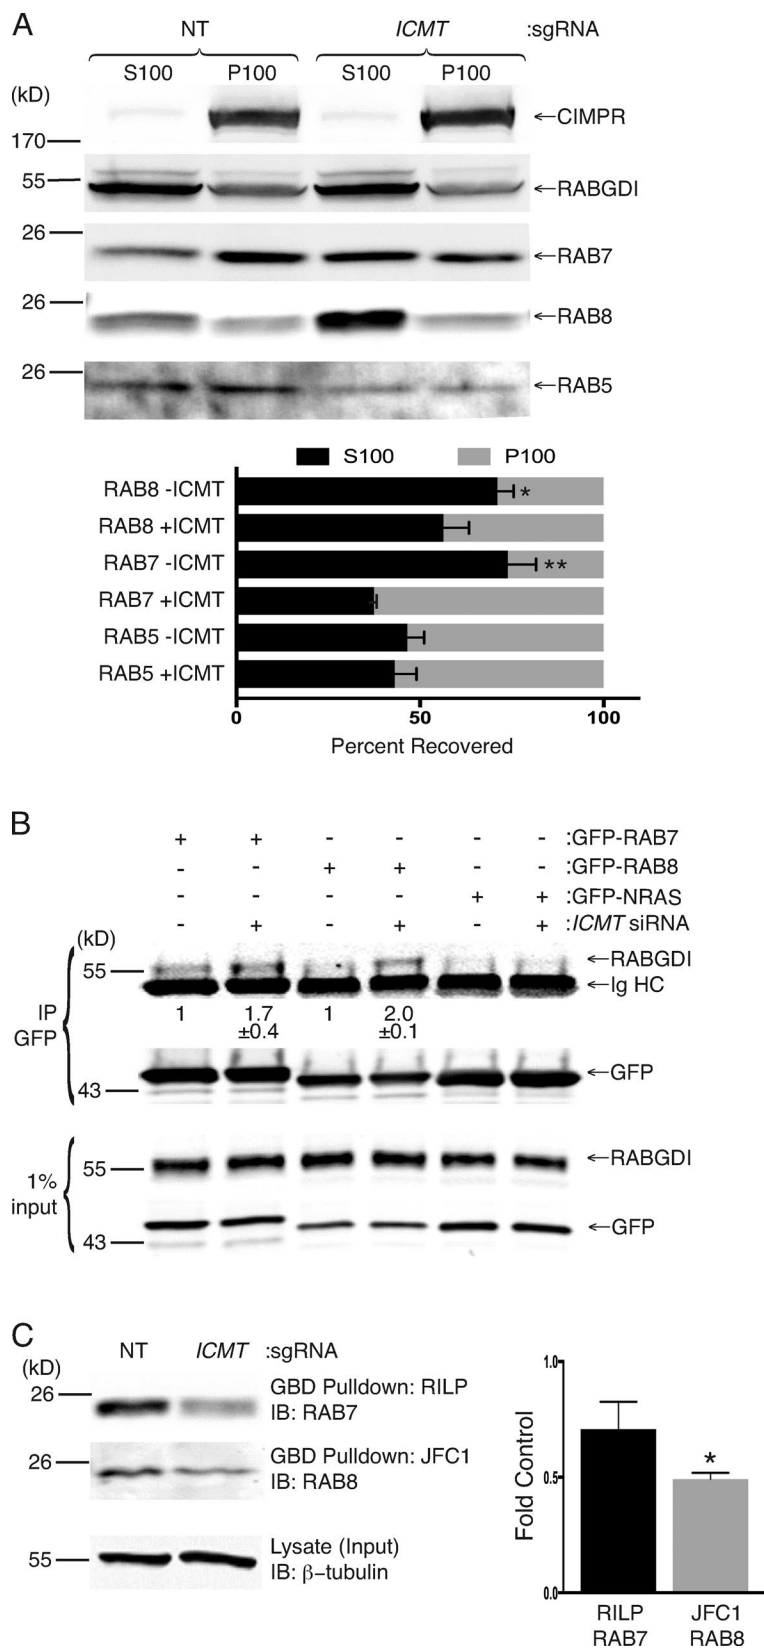 A
NT ICMT :sgRNA
S100 P100 S100 P100
(kD)
←CIMPR
170
55
←RABGDI
26
←RAB7
26
←RAB8
26
←RAB5
S100 P100
RAB8 -ICMT *
RAB8 +ICMT
RAB7 -ICMT **
RAB7 +ICMT
RAB5 -ICMT
RAB5 +ICMT
0 50 100
Percent Recovered
B
+ + - - - - :GFP-RAB7
- - + + - - :GFP-RAB8
- - - - + + :GFP-NRAS
- + - + - + :ICMT siRNA
(kD)
←RABGDI
55
←Ig HC
IP
GFP
1 1.7 1 2.0
±0.4 ±0.1
←GFP
43
←RABGDI
55
1%
input
←GFP
43
C
NT ICMT :sgRNA
(kD)
26
GBD Pulldown: RILP
IB: RAB7
26
GBD Pulldown: JFC1
IB: RAB8
55
Lysate (Input)
IB: β-tubulin
1.0
0.5
0.0
Fold Control
*
RILP JFC1
RAB7 RAB8